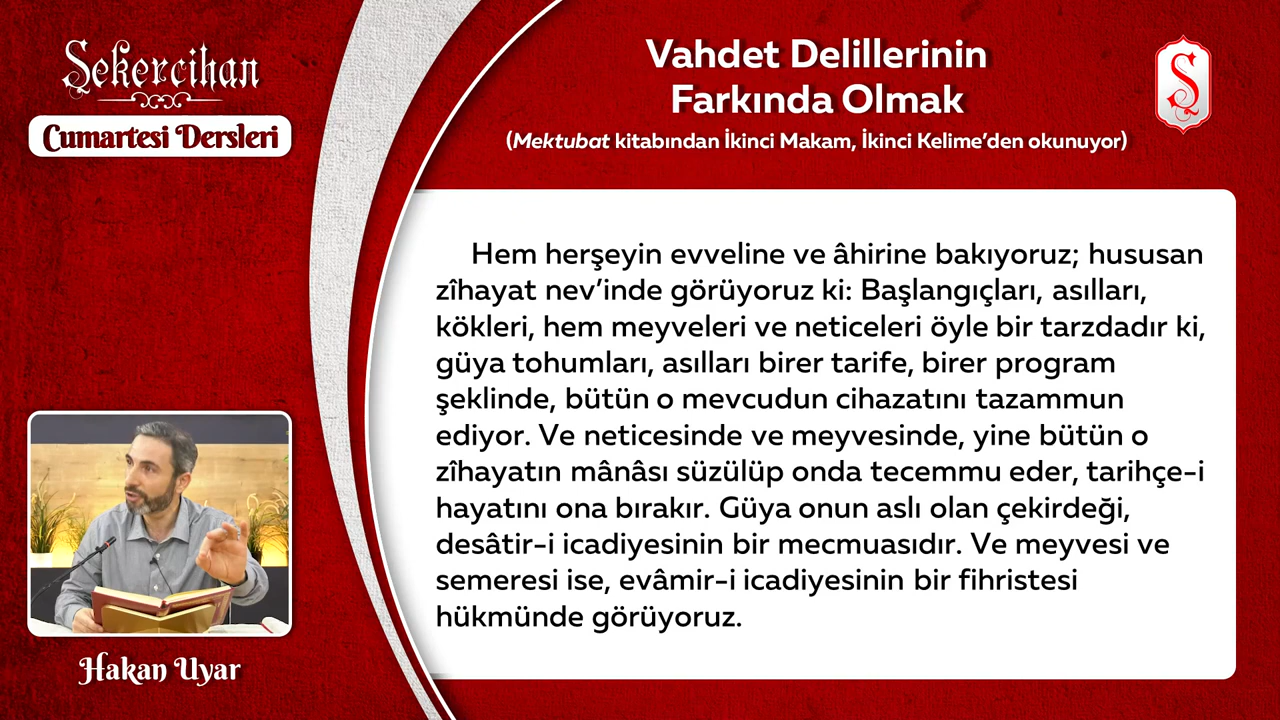 Şekercihan
Cumartesi Dersleri
Vahdet Delillerinin
Farkında Olmak
(Mektubat kitabından İkinci Makam, İkinci Kelime’den okunuyor)
Ş
Hem herşeyin evveline ve âhirine bakıyoruz; hususan
zîhayat nev’inde görüyoruz ki: Başlangıçları, asılları,
kökleri, hem meyveleri ve neticeleri öyle bir tarzdadır ki,
güya tohumları, asılları birer tarife, birer program
şeklinde, bütün o mevcudun cihazatını tazammun
ediyor. Ve neticesinde ve meyvesinde, yine bütün o
zîhayatın mânâsı süzülüp onda tecemmu eder, tarihçe-i
hayatını ona bırakır. Güya onun aslı olan çekirdeği,
desâtir-i icadiyesinin bir mecmuasıdır. Ve meyvesi ve
semeresi ise, evâmir-i icadiyesinin bir fihristesi
hükmünde görüyoruz.
Hakan Uyar